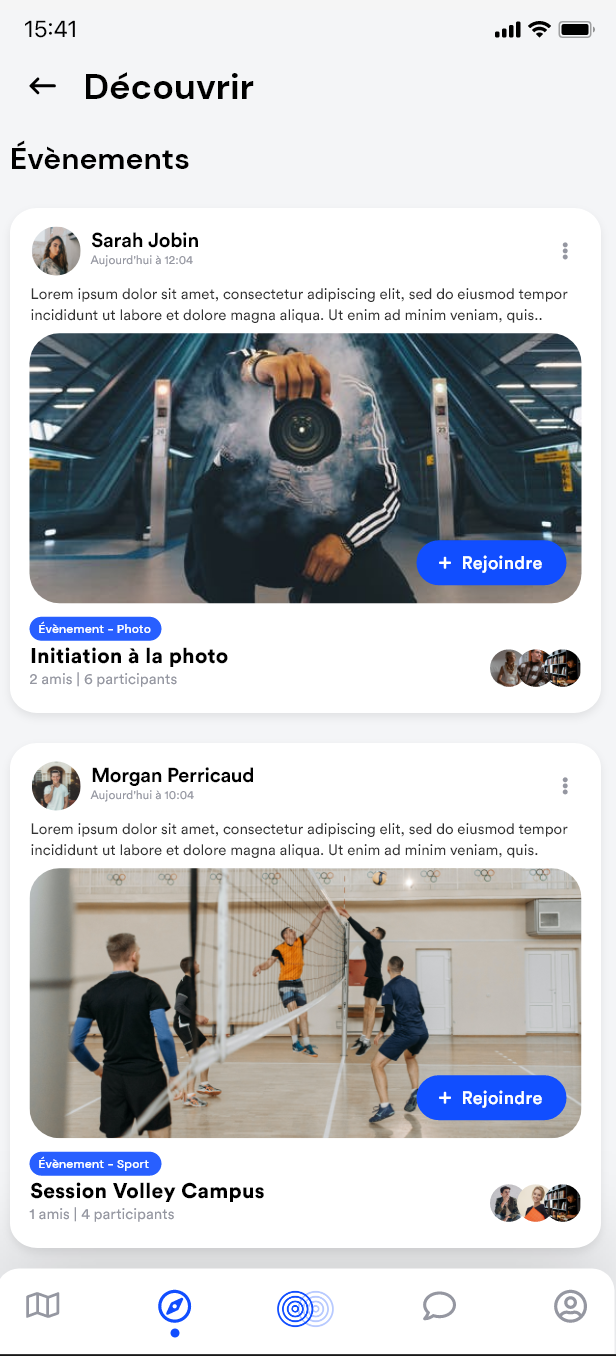 15:41
Découvrir
Évènements
Sarah Jobin
Aujourd'hui à 12:04
Lorem ipsum dolor sit amet, consectetur adipiscing elit, sed do eiusmod tempor
incididunt ut labore et dolore magna aliqua. Ut enim ad minim veniam, quis..
+ Rejoindre
Évènement - Photo
Initiation à la photo
2 amis | 6 participants
Morgan Perricaud
Aujourd'hui à 10:04
Lorem ipsum dolor sit amet, consectetur adipiscing elit, sed do eiusmod tempor
incididunt ut labore et dolore magna aliqua. Ut enim ad minim veniam, quis.
+ Rejoindre
Évènement - Sport
Session Volley Campus
1 amis | 4 participants